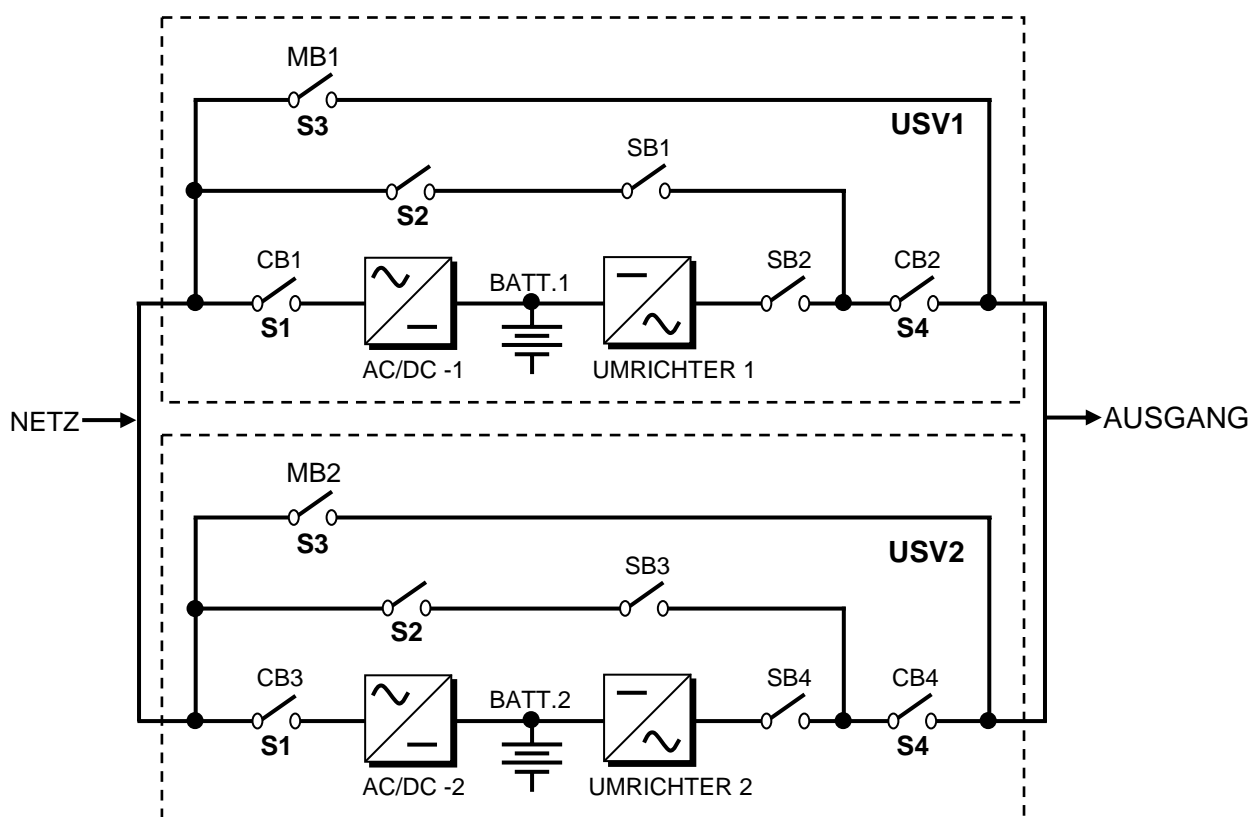 MB1
S3
USV1
SB1
S2
CB1
BATT.1
SB2
CB2
S1
S4
AC/DC -1
UMRICHTER 1
NETZ
AUSGANG
MB2
S3
USV2
SB3
S2
CB3
BATT.2
SB4
CB4
S1
S4
AC/DC -2
UMRICHTER 2